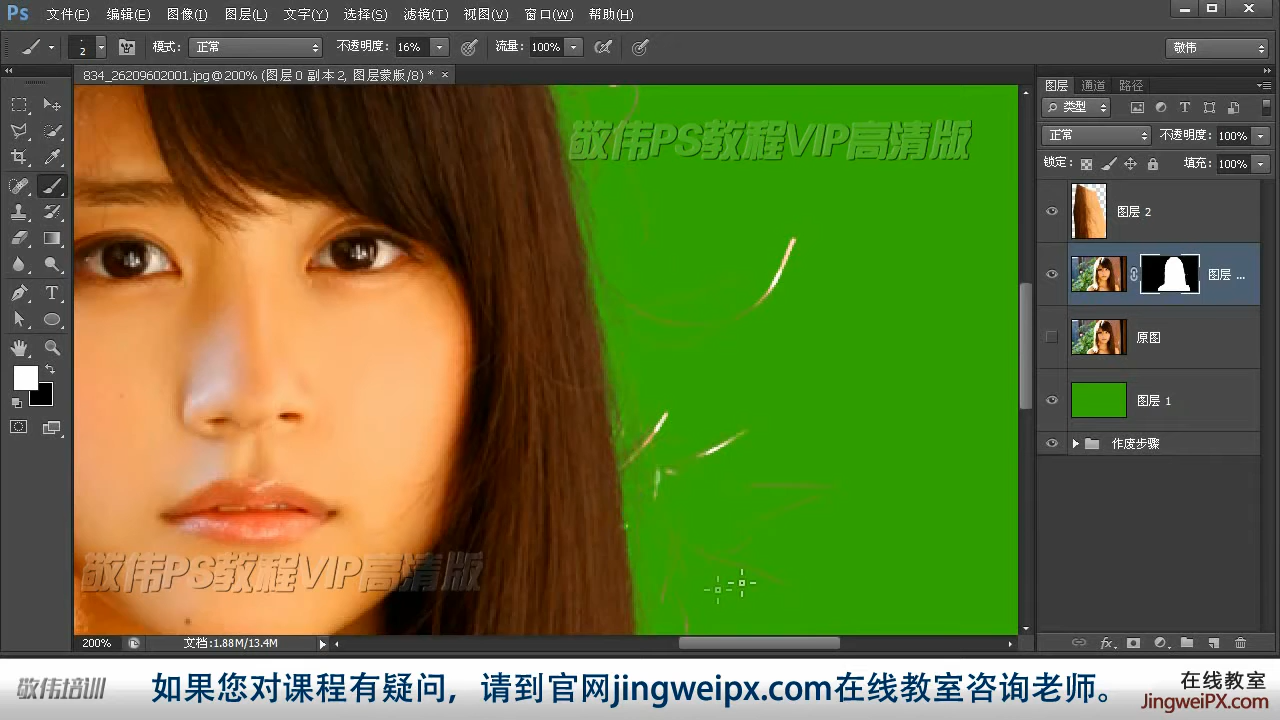 Ps 文件(F) 编辑(E) 图像(I) 图层(L) 文字(Y) 选择(S) 滤镜(T) 视图(V) 窗口(W) 帮助(H)
2 模式: 正常 不透明度: 16% 流量: 100% 敬伟
834_26209602001.jpg @ 200% (图层 0 副本 2, 图层蒙版/8) * ×
图层 通道 路径
类型
正常 不透明度: 100%
锁定: 填充: 100%
敬伟PS教程VIP高清版
图层 2
图层 ...
原图
图层 1
作废步骤
敬伟PS教程VIP高清版
200% 文档:1.88M/13.4M
fx
敬伟培训
如果您对课程有疑问，请到官网jingweipx.com在线教室咨询老师。
在线教室
JingweiPX.com